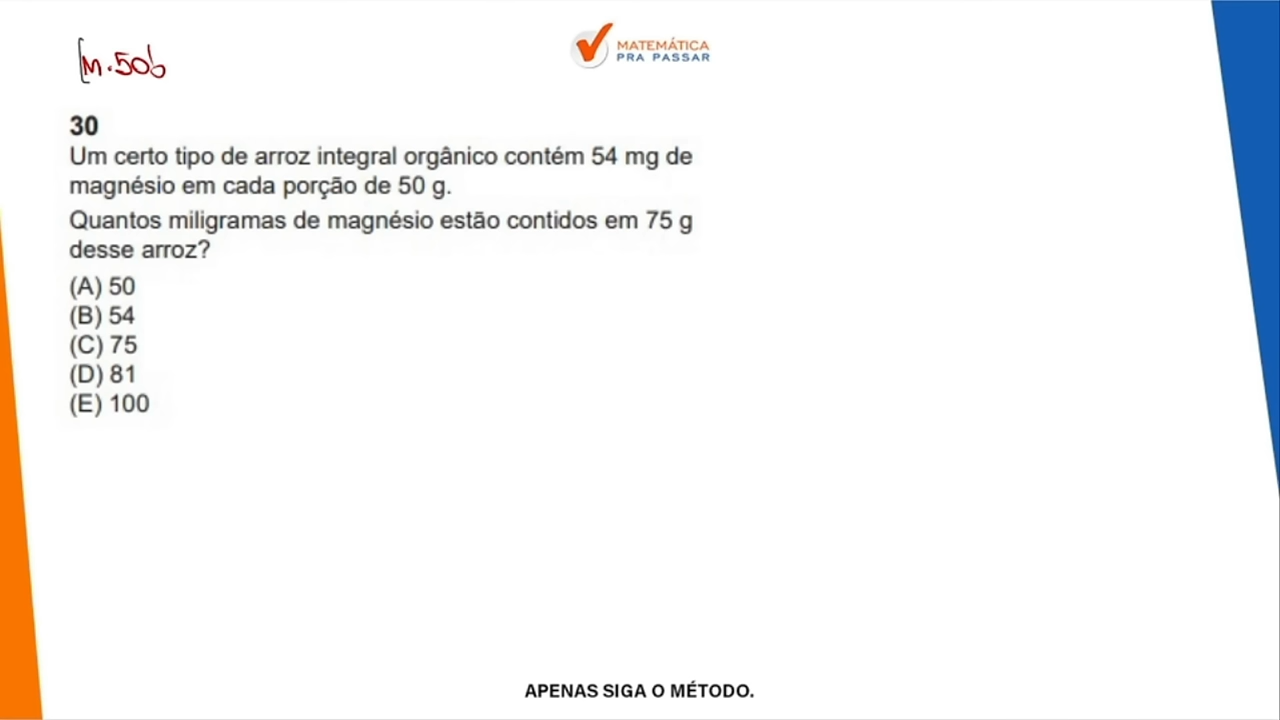 [M.50b
MATEMÁTICA
PRA PASSAR
30
Um certo tipo de arroz integral orgânico contém 54 mg de
magnésio em cada porção de 50 g.
Quantos miligramas de magnésio estão contidos em 75 g
desse arroz?
(A) 50
(B) 54
(C) 75
(D) 81
(E) 100
APENAS SIGA O MÉTODO.